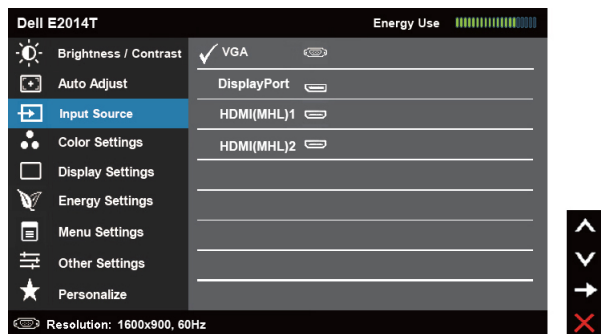 Dell E2014T Energy Use
Brightness / Contrast VGA
Auto Adjust DisplayPort
Input Source HDMI(MHL)1
Color Settings HDMI(MHL)2
Display Settings
Energy Settings
Menu Settings
Other Settings
Personalize
Resolution: 1600x900, 60Hz